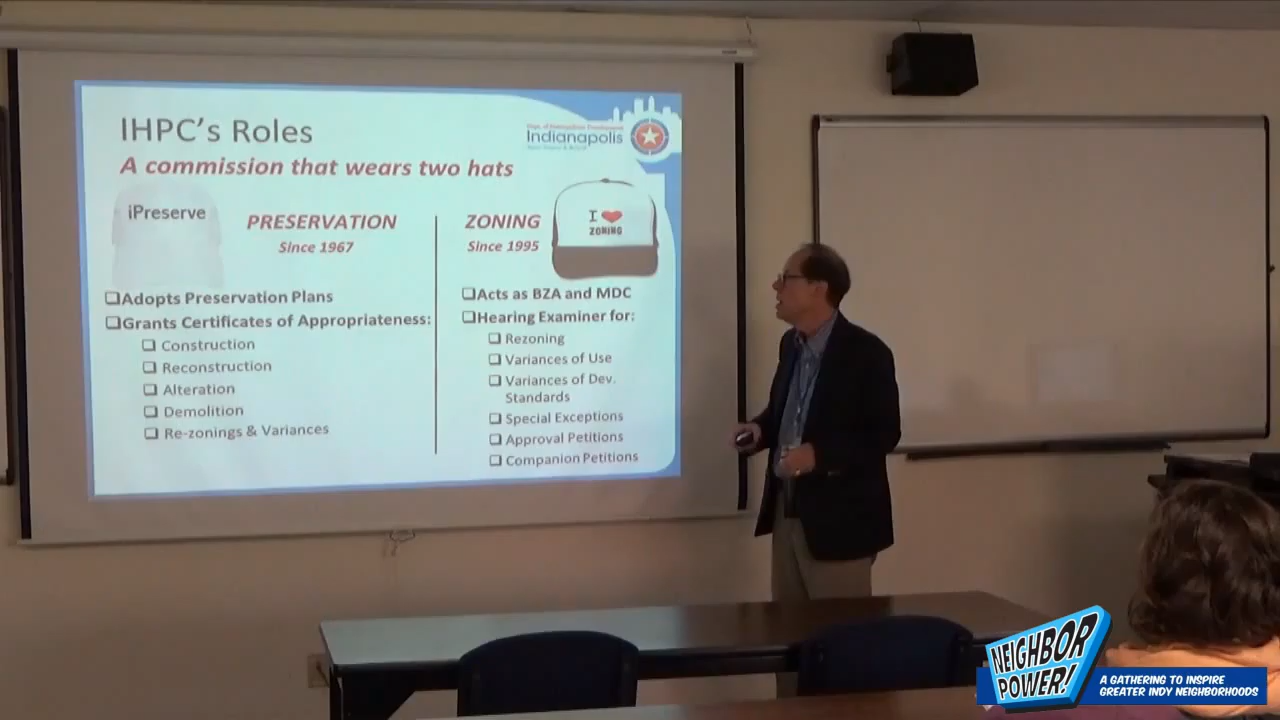 IHPC's Roles
A commission that wears two hats
Indianapolis
iPreserve
PRESERVATION
Since 1967
❑Adopts Preservation Plans
❑Grants Certificates of Appropriateness:
❑ Construction
❑ Reconstruction
❑ Alteration
❑ Demolition
❑ Re-zonings & Variances
ZONING
Since 1995
I ❤
ZONING
❑Acts as BZA and MDC
❑Hearing Examiner for:
❑ Rezoning
❑ Variances of Use
❑ Variances of Dev.
Standards
❑ Special Exceptions
❑ Approval Petitions
❑ Companion Petitions
NEIGHBOR
POWER!
A GATHERING TO INSPIRE
GREATER INDY NEIGHBORHOODS